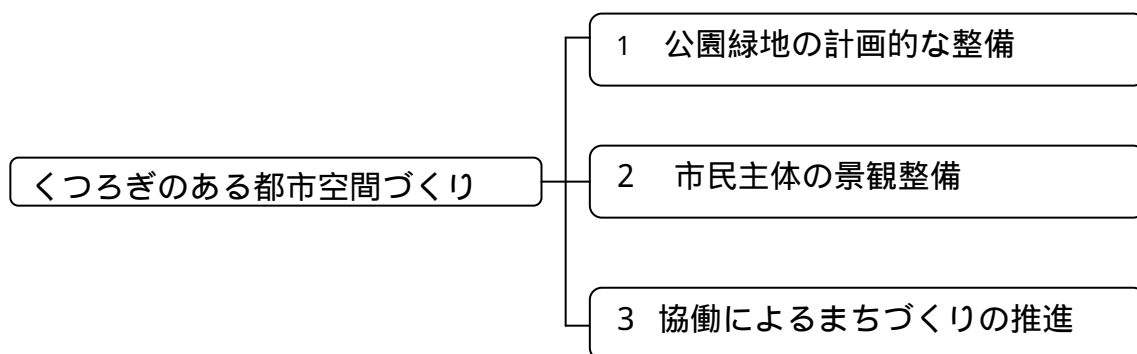 くつろぎのある都市空間づくり
1 公園緑地の計画的な整備
2 市民主体の景観整備
3 協働によるまちづくりの推進